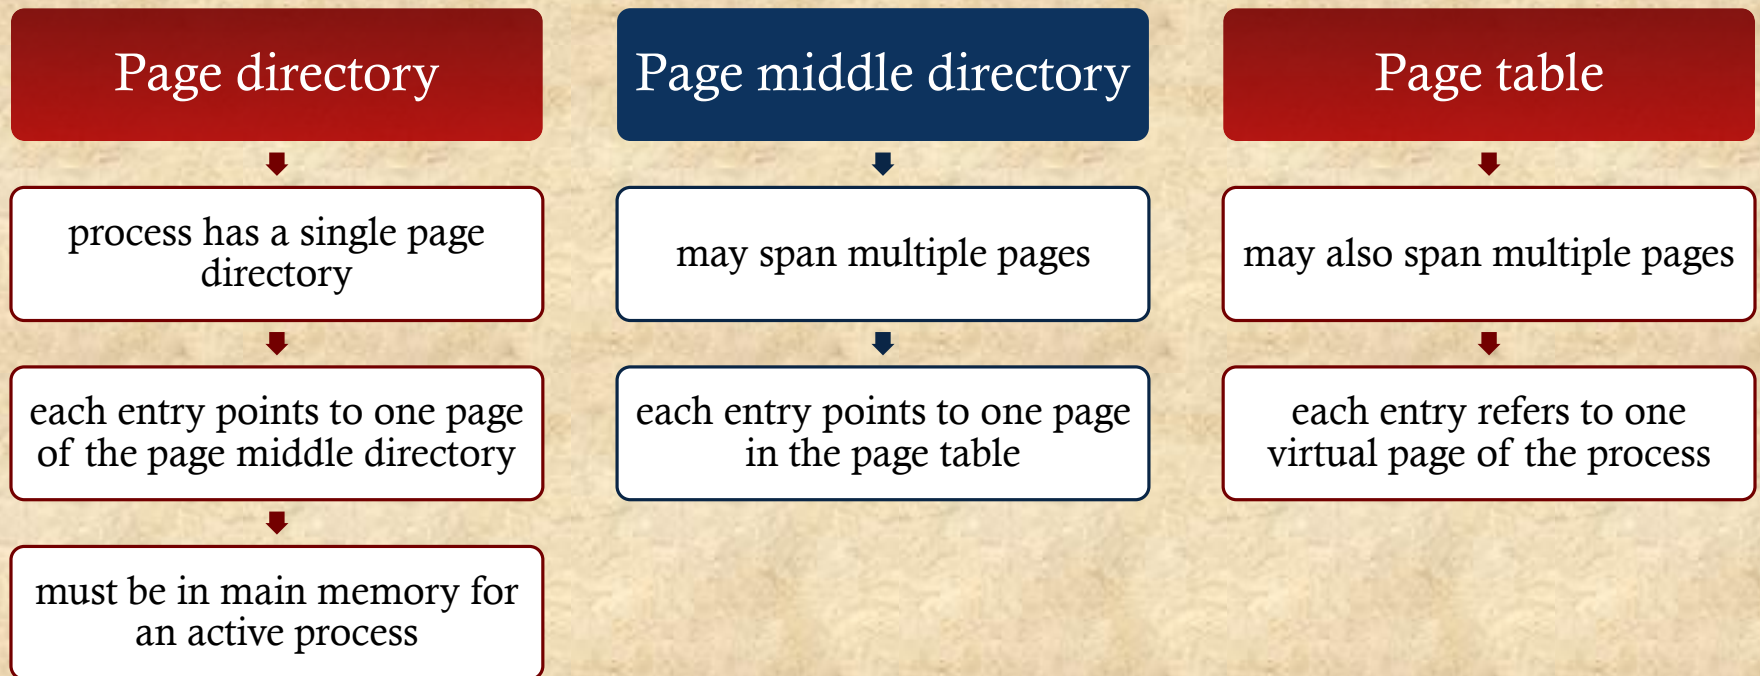 Page directory
process has a single page
directory
each entry points to one page
of the page middle directory
must be in main memory for
an active process
Page middle directory
may span multiple pages
each entry points to one page
in the page table
Page table
may also span multiple pages
each entry refers to one
virtual page of the process